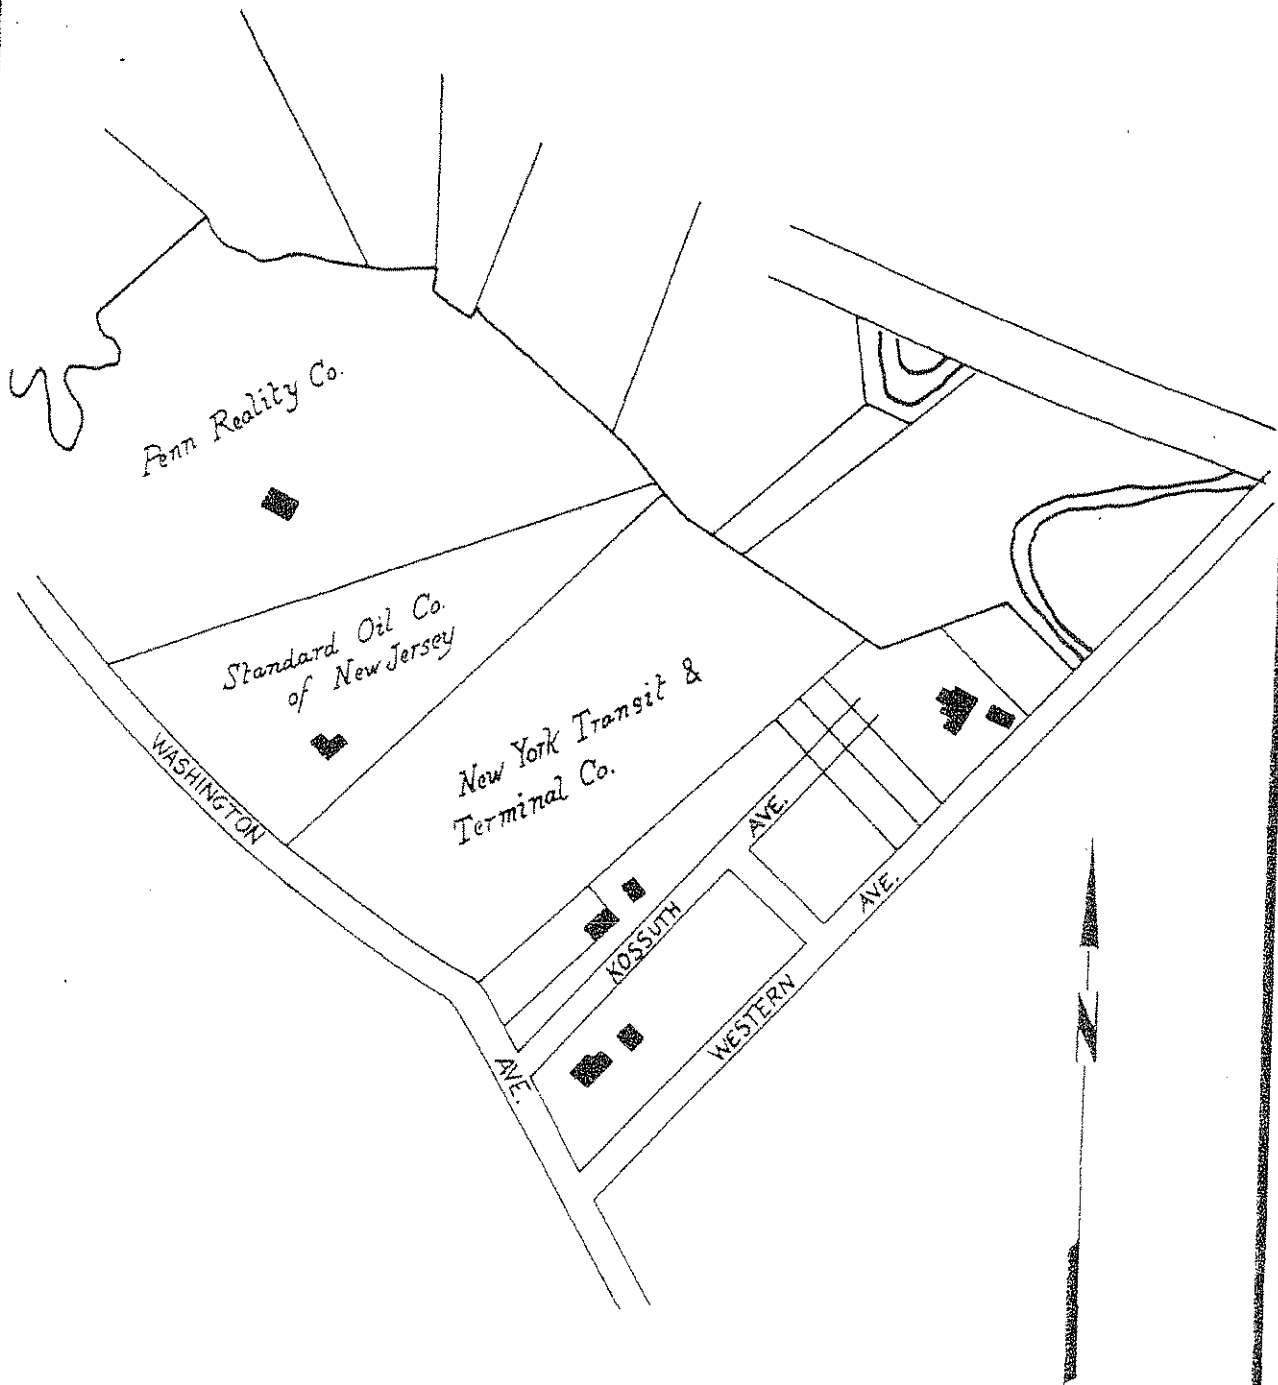 Penn Reality Co.
Standard Oil Co.
of New Jersey
New York Transit &
Terminal Co.
WASHINGTON
AVE.
KOSSUTH
AVE.
WESTERN
AVE.
N